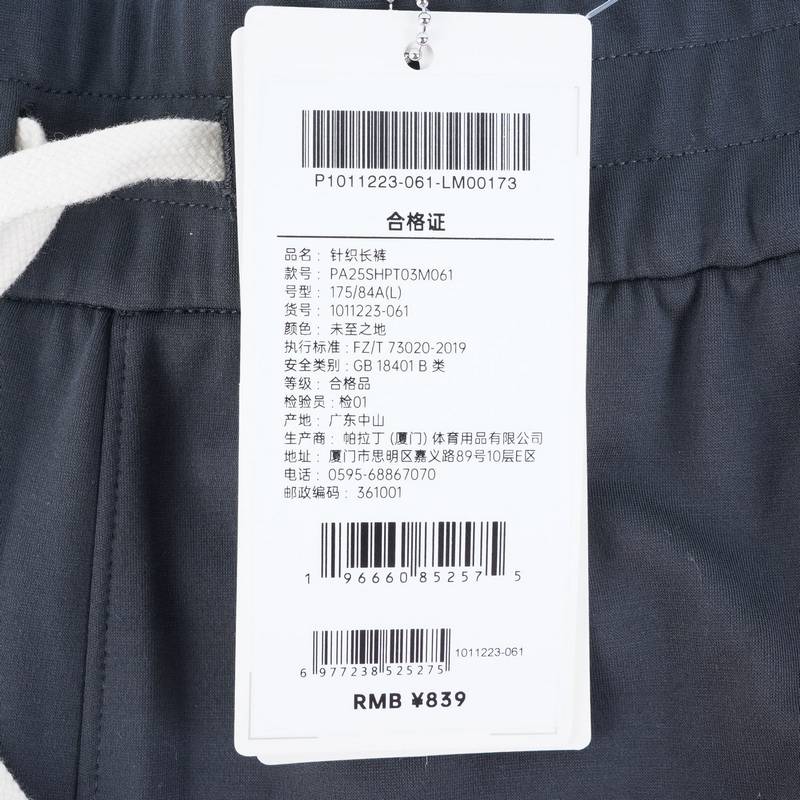 P1011223-061-LM00173
合格证
品名：针织长裤
款号：PA25SHPT03M061
号型：175/84A(L)
货号：1011223-061
颜色：未至之地
执行标准：FZ/T 73020-2019
安全类别：GB 18401 B 类
等级：合格品
检验员：检01
产地：广东中山
生产商：帕拉丁 (厦门) 体育用品有限公司
地址：厦门市思明区嘉义路89号10层E区
电话：0595-68867070
邮政编码：361001
1 96660 85257 5
1011223-061
6 977238 525275
RMB ¥839